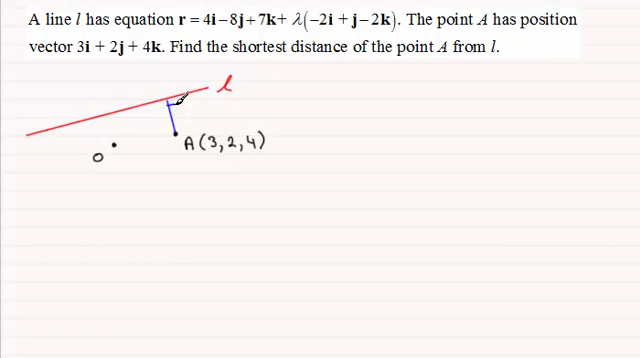 A line l has equation r = 4i−8j+7k+ λ(−2i + j−2k). The point A has position
vector 3i + 2j + 4k. Find the shortest distance of the point A from l.
l
A(3,2,4)
O